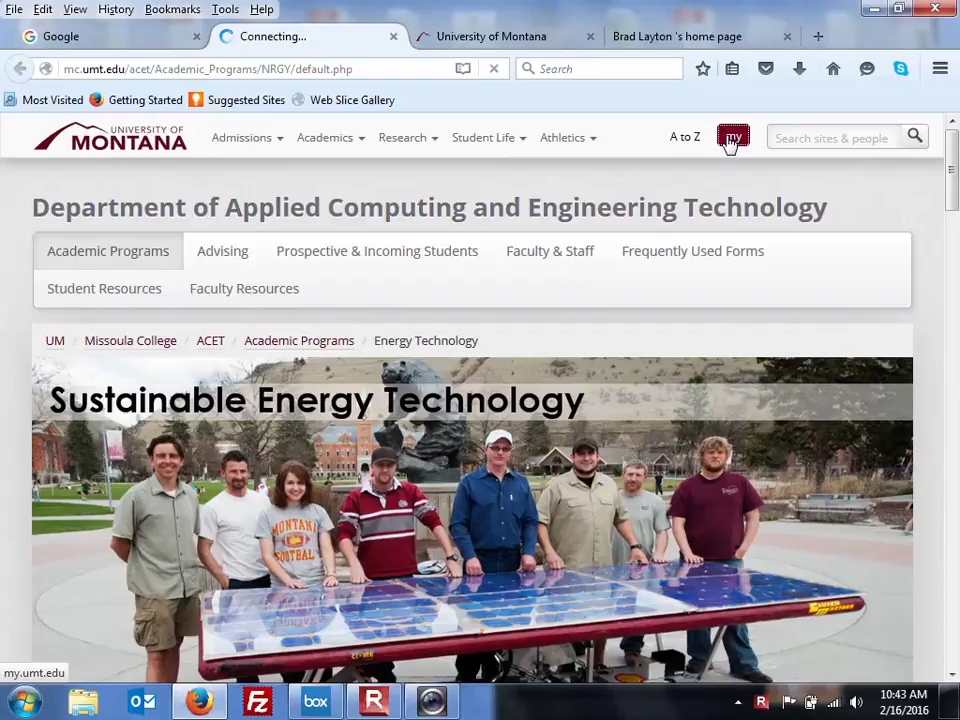 File Edit View History Bookmarks Tools Help
Google
Connecting...
University of Montana
Brad Layton 's home page
mc.umt.edu/acet/Academic_Programs/NRGY/default.php
Search
Most Visited
Getting Started
Suggested Sites
Web Slice Gallery
UNIVERSITY OF
MONTANA
Admissions
Academics
Research
Student Life
Athletics
A to Z
my
Search sites & people
Department of Applied Computing and Engineering Technology
Academic Programs
Advising
Prospective & Incoming Students
Faculty & Staff
Frequently Used Forms
Student Resources
Faculty Resources
UM / Missoula College / ACET / Academic Programs / Energy Technology
Sustainable Energy Technology
MONTANA
FOOTBALL
my.umt.edu
box
10:43 AM
2/16/2016